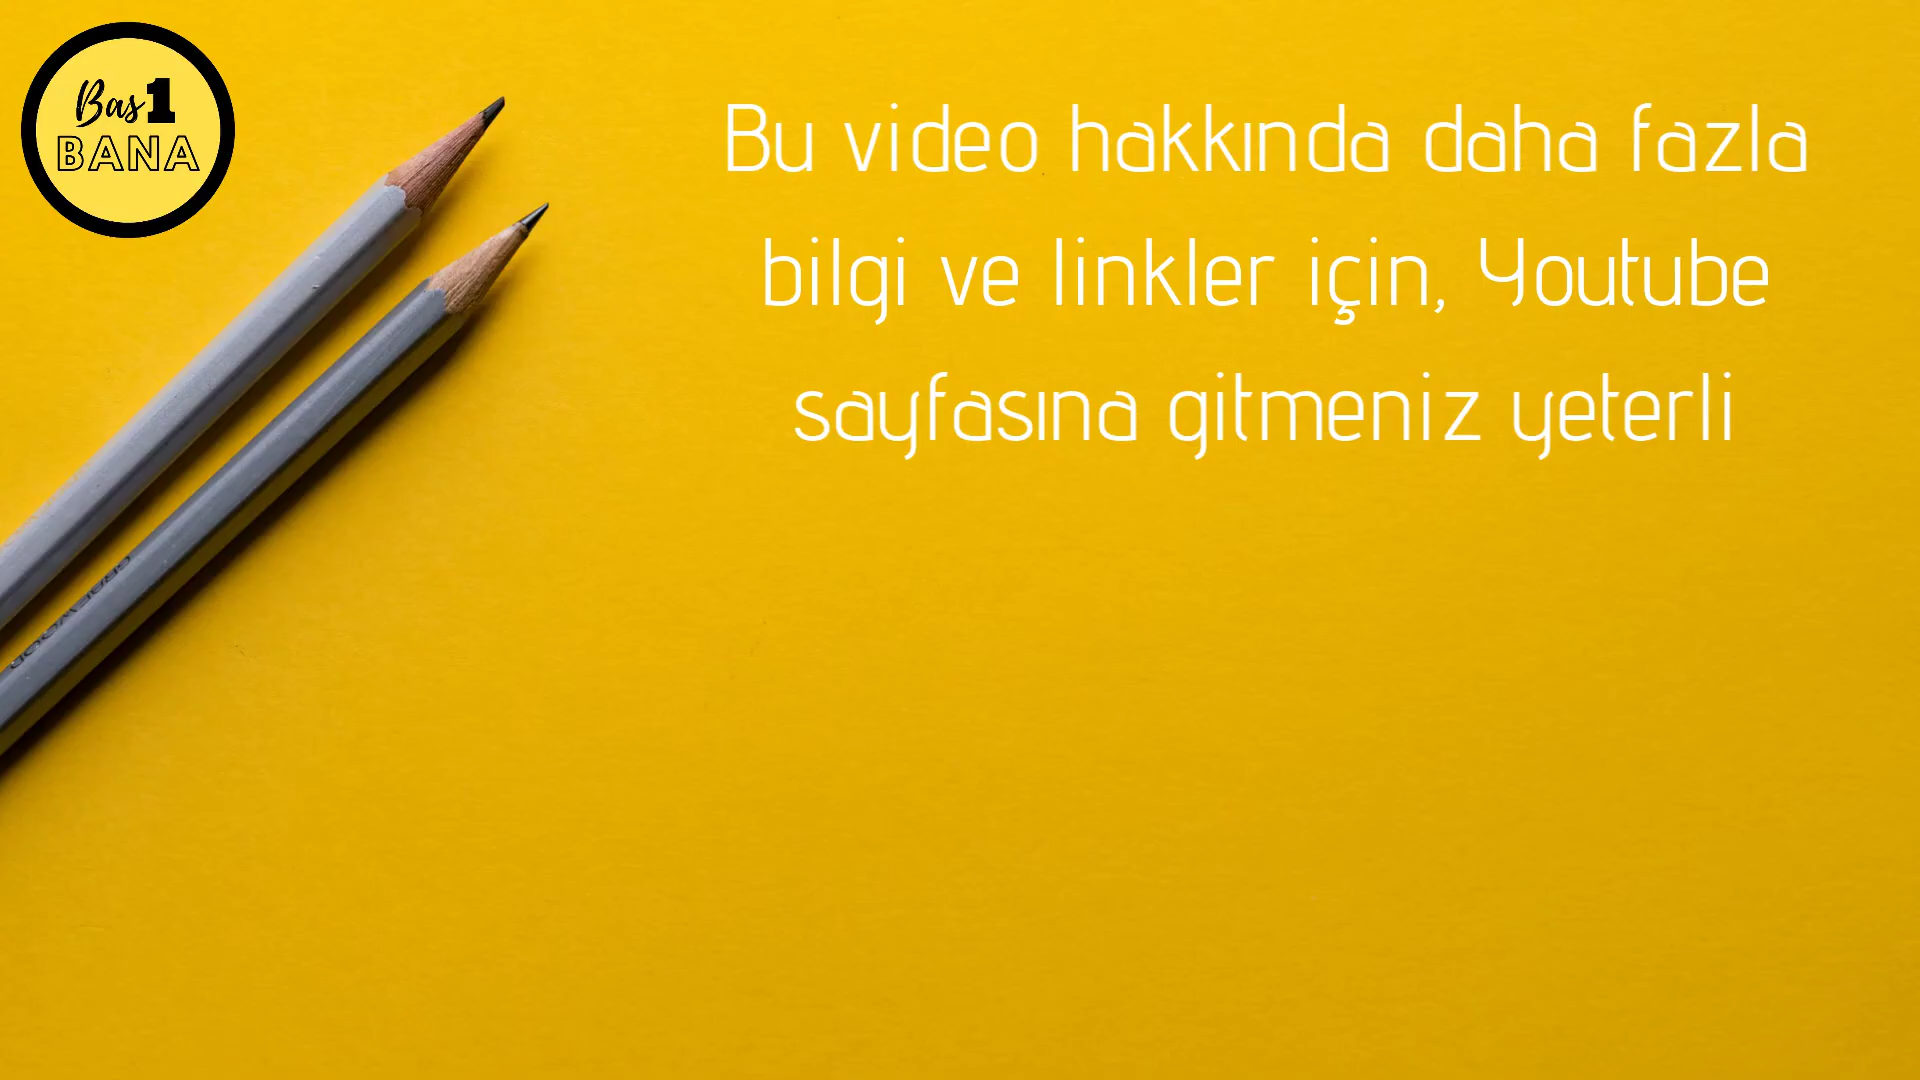 Bas1
BANA
Bu video hakkında daha fazla
bilgi ve linkler için, Youtube
sayfasına gitmeniz yeterli